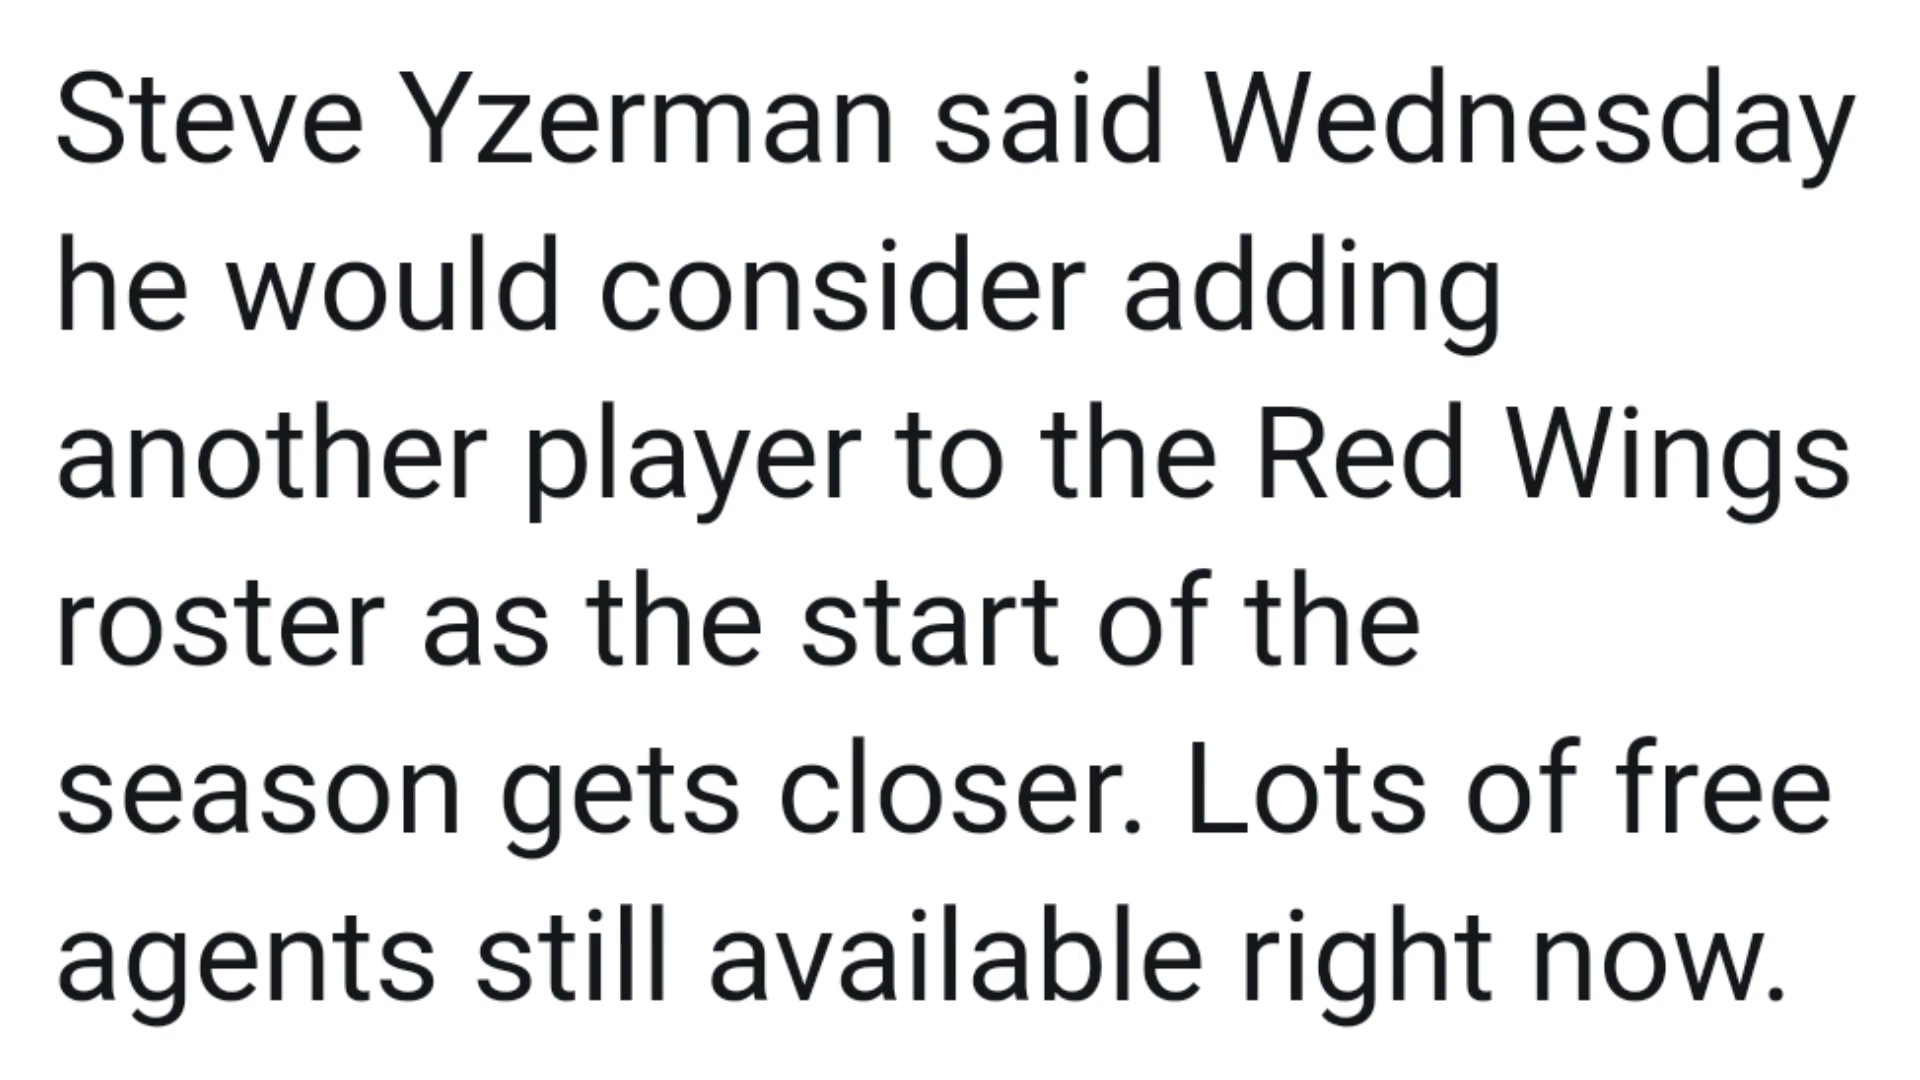 Steve Yzerman said Wednesday
he would consider adding
another player to the Red Wings
roster as the start of the
season gets closer. Lots of free
agents still available right now.